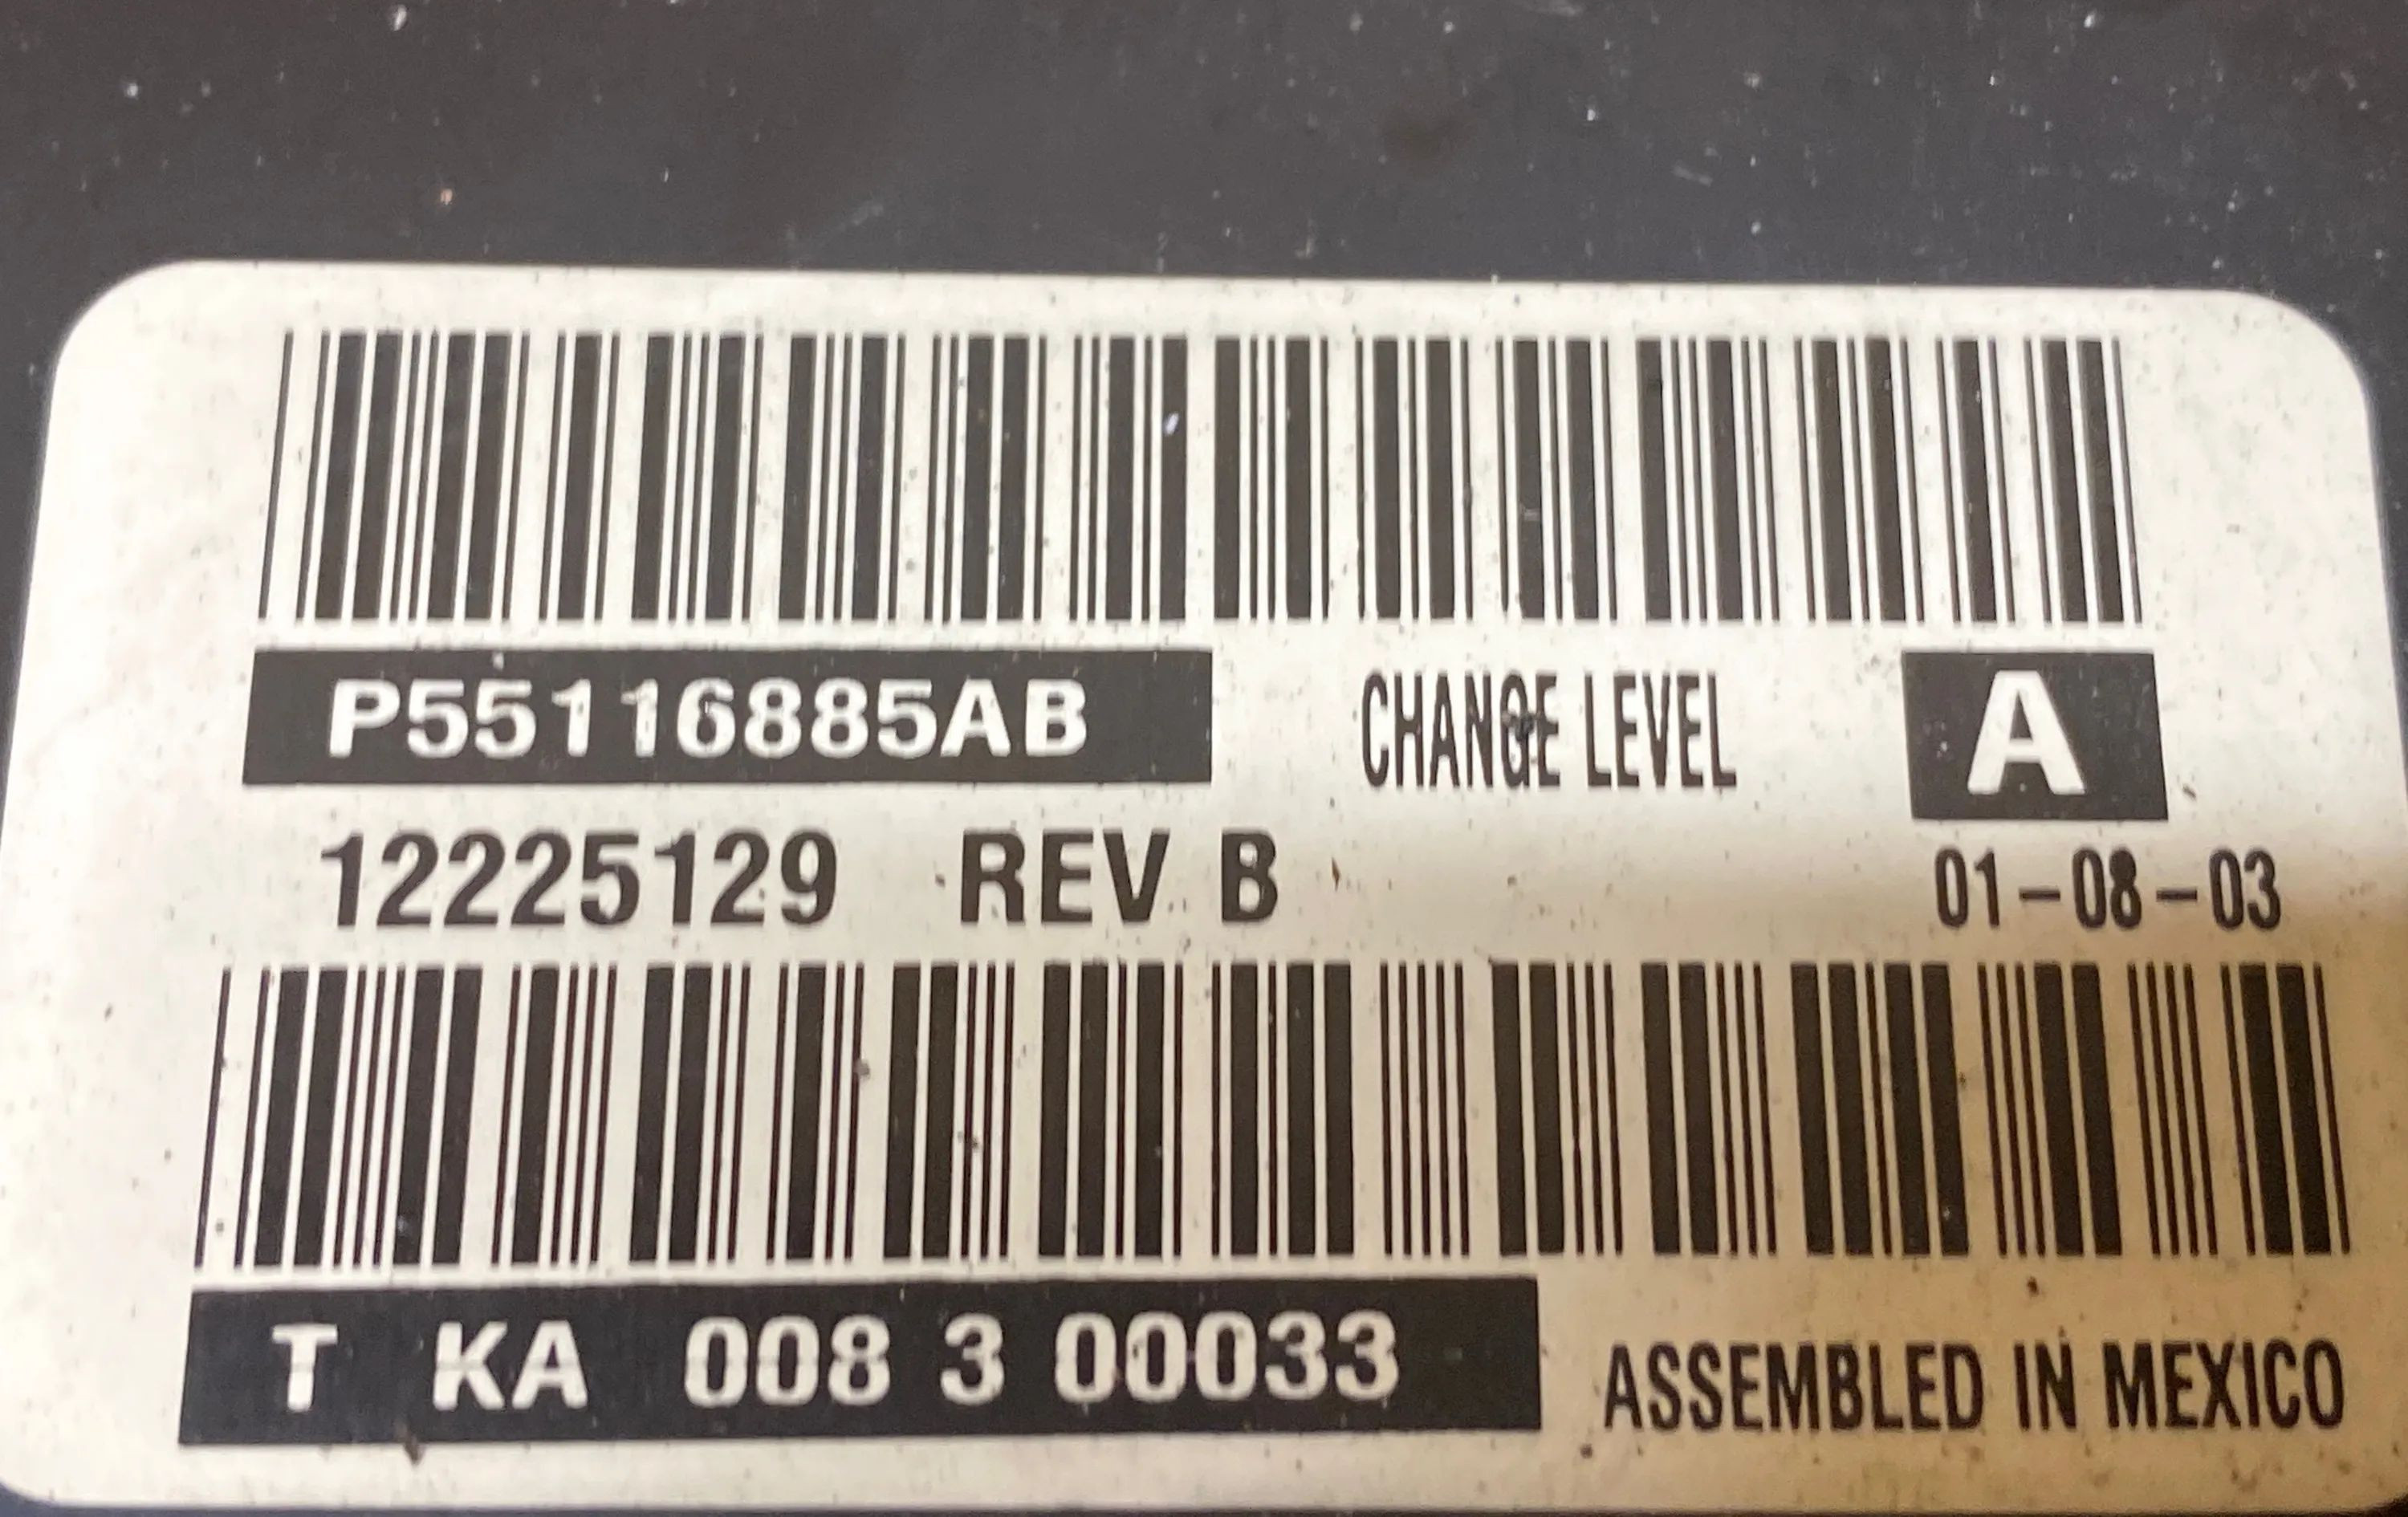 P55116885AB CHANGE LEVEL A
12225129 REV B 01-08-03
T KA 008 3 00033 ASSEMBLED IN MEXICO